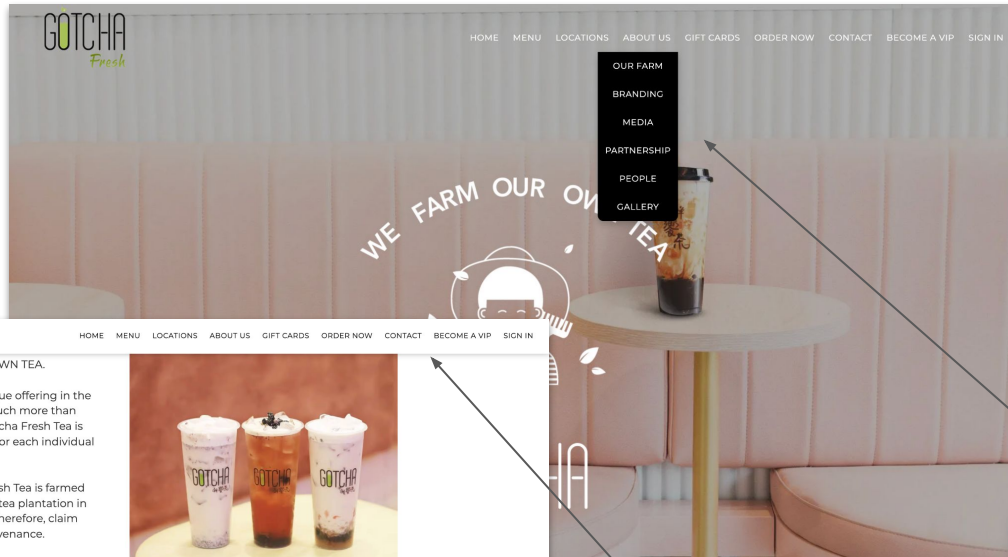 GOTCHA
Fresh
HOME MENU LOCATIONS ABOUT US GIFT CARDS ORDER NOW CONTACT BECOME A VIP SIGN IN
OUR FARM
BRANDING
MEDIA
PARTNERSHIP
PEOPLE
GALLERY
WE FARM OUR TEA
HOME MENU LOCATIONS ABOUT US GIFT CARDS ORDER NOW CONTACT BECOME A VIP SIGN IN
WN TEA.
ue offering in the
uch more than
cha Fresh Tea is
or each individual
sh Tea is farmed
tea plantation in
herefore, claim
venance.
GOTCHA GOTCHA GOTCHA